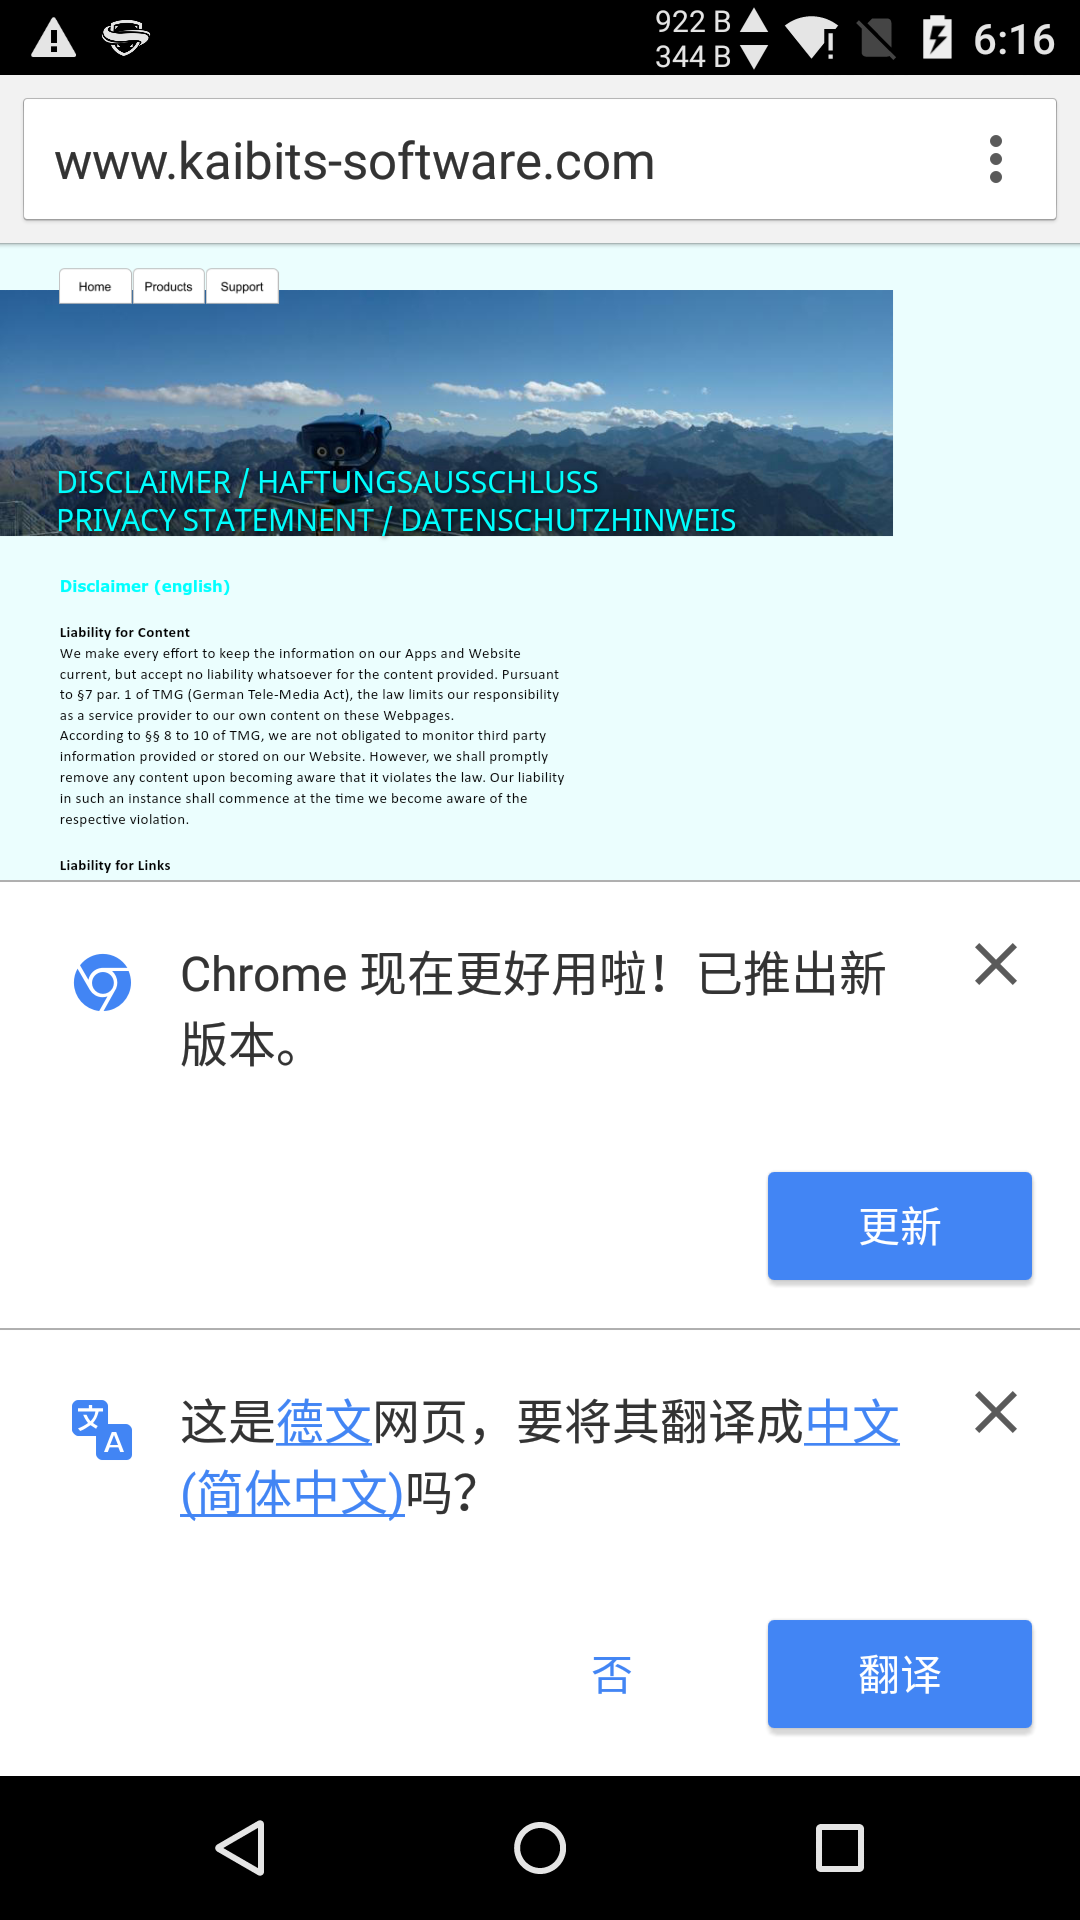 922 B
344 B
6:16
www.kaibits-software.com
Home Products Support
DISCLAIMER / HAFTUNGSAUSSCHLUSS
PRIVACY STATEMNENT / DATENSCHUTZHINWEIS
Disclaimer (english)
Liability for Content
We make every effort to keep the information on our Apps and Website
current, but accept no liability whatsoever for the content provided. Pursuant
to §7 par. 1 of TMG (German Tele-Media Act), the law limits our responsibility
as a service provider to our own content on these Webpages.
According to §§ 8 to 10 of TMG, we are not obligated to monitor third party
information provided or stored on our Website. However, we shall promptly
remove any content upon becoming aware that it violates the law. Our liability
in such an instance shall commence at the time we become aware of the
respective violation.
Liability for Links
Chrome 现在更好用啦！已推出新
版本。
更新
这是德文网页，要将其翻译成中文
(简体中文)吗？
否
翻译